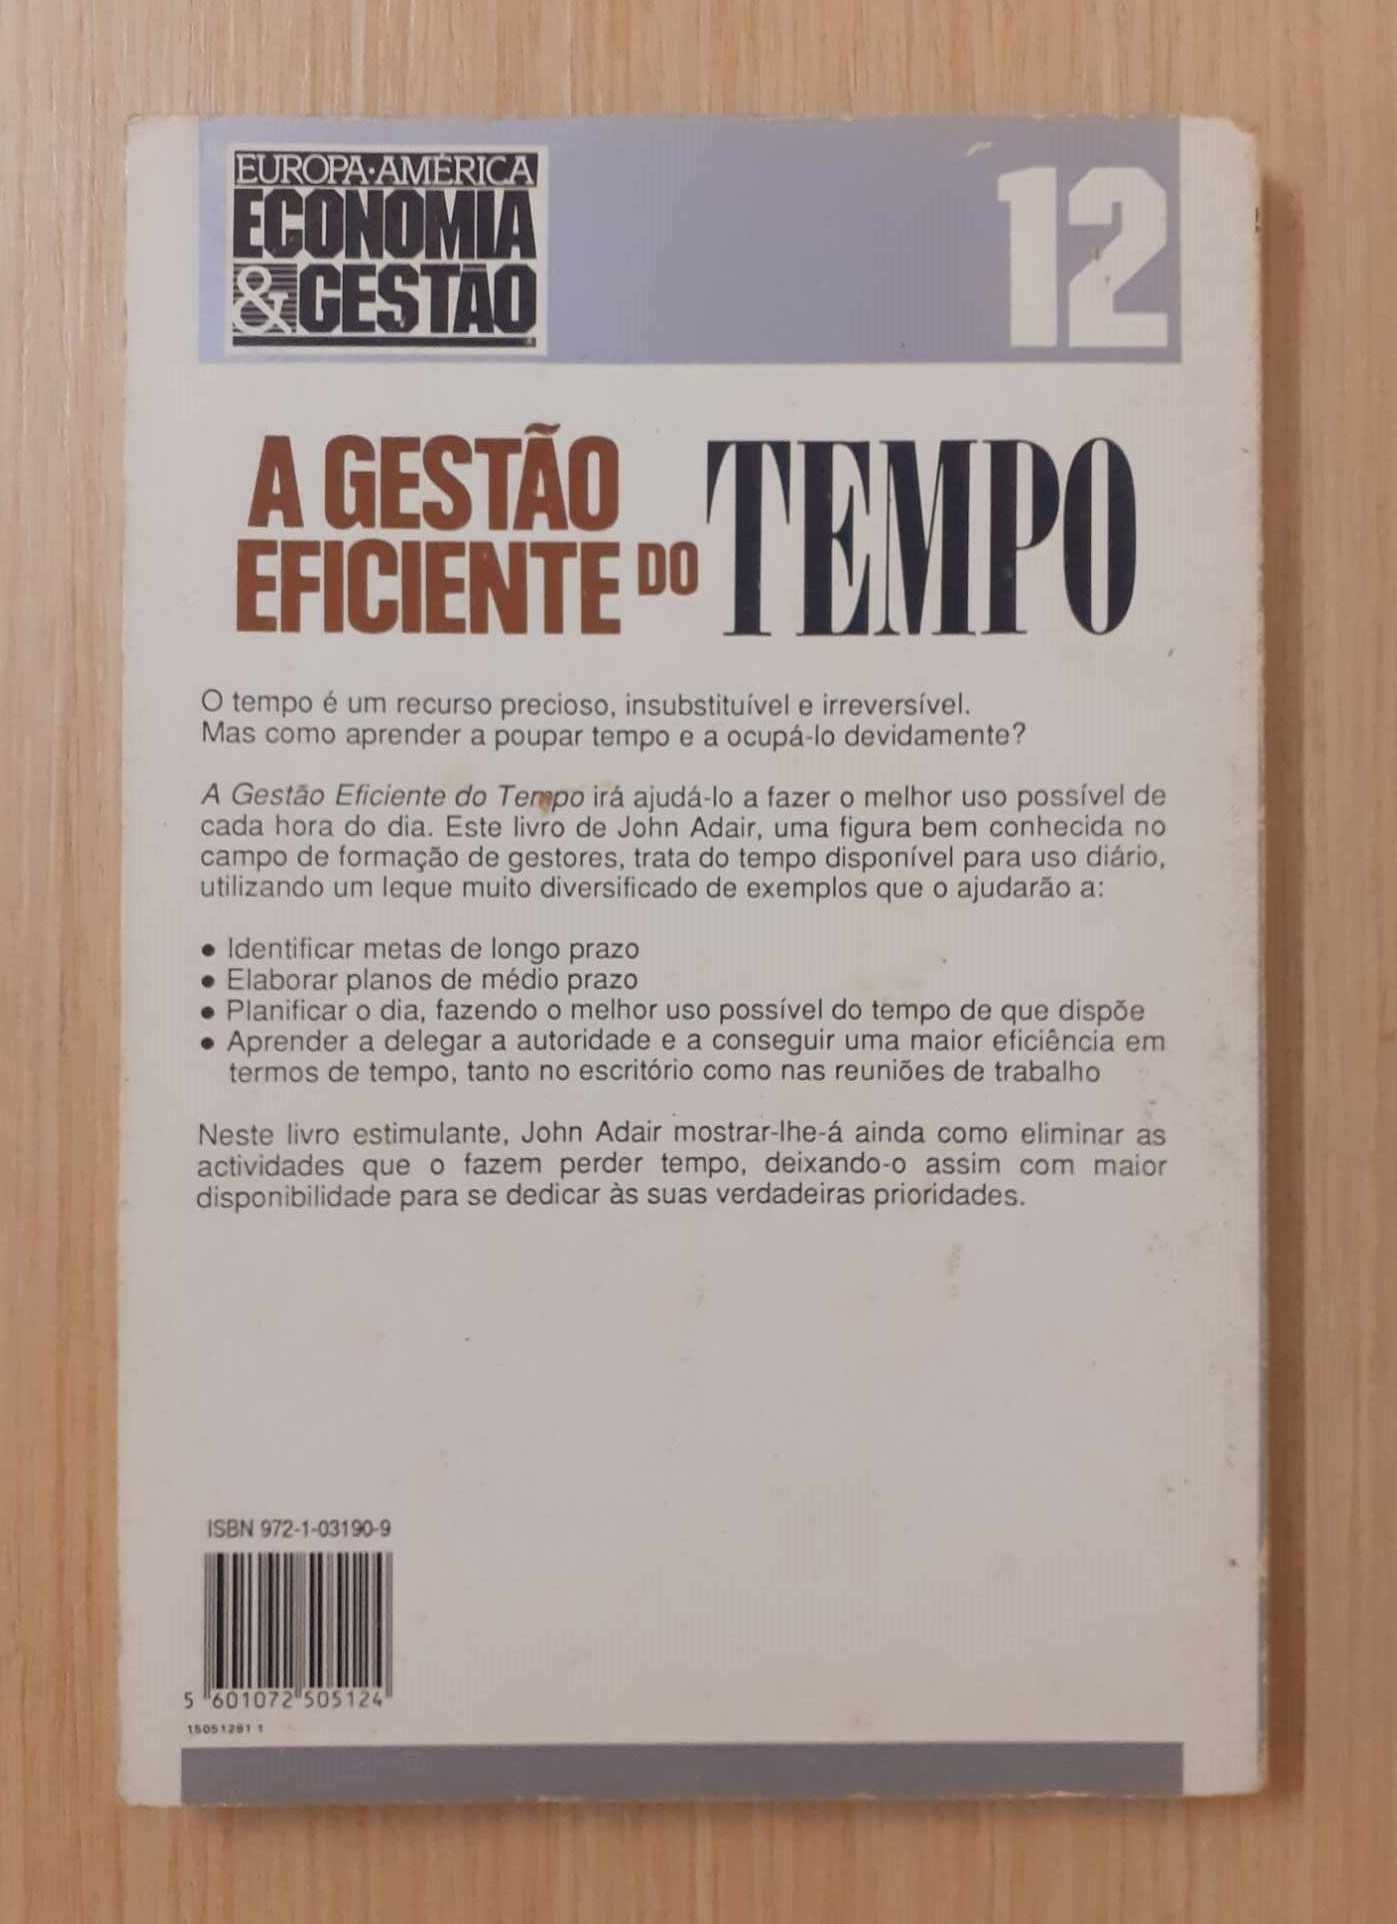 EUROPA·AMÉRICA
ECONOMIA
& GESTÃO
12
A GESTÃO
EFICIENTE DO TEMPO
O tempo é um recurso precioso, insubstituível e irreversível.
Mas como aprender a poupar tempo e a ocupá-lo devidamente?
A Gestão Eficiente do Tempo irá ajudá-lo a fazer o melhor uso possível de
cada hora do dia. Este livro de John Adair, uma figura bem conhecida no
campo de formação de gestores, trata do tempo disponível para uso diário,
utilizando um leque muito diversificado de exemplos que o ajudarão a:
● Identificar metas de longo prazo
● Elaborar planos de médio prazo
● Planificar o dia, fazendo o melhor uso possível do tempo de que dispõe
● Aprender a delegar a autoridade e a conseguir uma maior eficiência em
termos de tempo, tanto no escritório como nas reuniões de trabalho
Neste livro estimulante, John Adair mostrar-lhe-á ainda como eliminar as
actividades que o fazem perder tempo, deixando-o assim com maior
disponibilidade para se dedicar às suas verdadeiras prioridades.
ISBN 972-1-03190-9
5 601072 505124
15051281 1